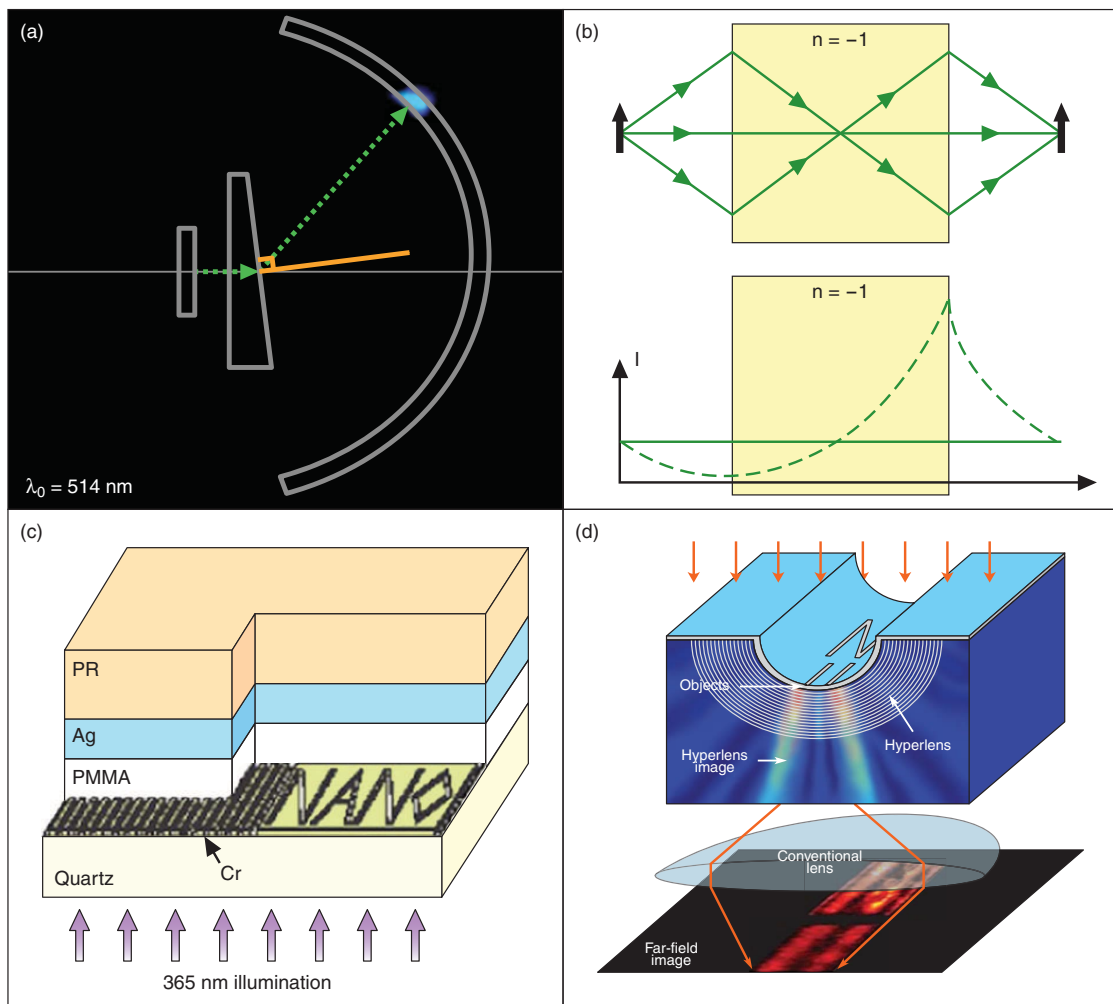 (a)
λ0 = 514 nm
(b)
n = −1
n = −1
I
(c)
PR
Ag
PMMA
NANO
Cr
Quartz
365 nm illumination
(d)
Objects
Hyperlens
Hyperlens
image
Conventional
lens
Far-field
image